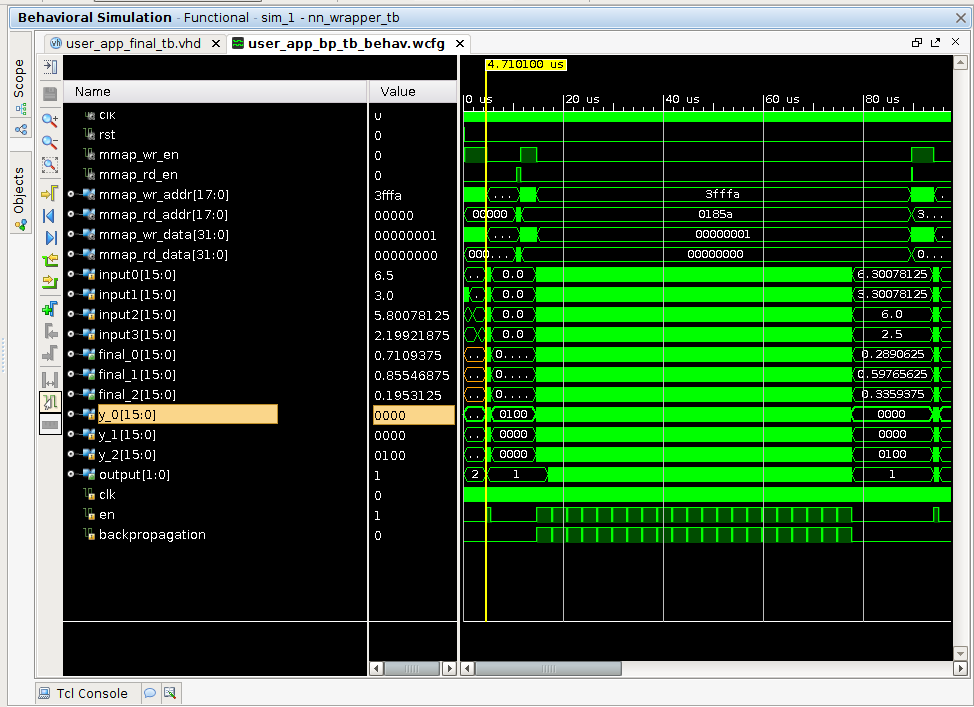 Behavioral Simulation - Functional - sim_1 - nn_wrapper_tb
user_app_final_tb.vhd
user_app_bp_tb_behav.wcfg
Scope
Objects
4.710100 us
Name Value
0 us 20 us 40 us 60 us 80 us
clk 0
rst 0
mmap_wr_en 0
mmap_rd_en 0
mmap_wr_addr[17:0] 3fffa ... 3fffa .
mmap_rd_addr[17:0] 00000 00000 0185a 3...
mmap_wr_data[31:0] 00000001 ... 00000001
mmap_rd_data[31:0] 00000000 000... 00000000 0...
input0[15:0] 6.5 ... 0.0 6.30078125
input1[15:0] 3.0 0.0 3.30078125
input2[15:0] 5.80078125 0.0 6.0
input3[15:0] 2.19921875 0.0 2.5
final_0[15:0] 0.7109375 ... 0.... 0.2890625
final_1[15:0] 0.85546875 ... 0.... 0.59765625
final_2[15:0] 0.1953125 ... 0.... 0.3359375
y_0[15:0] 0000 ... 0100 0000
y_1[15:0] 0000 ... 0000 0000
y_2[15:0] 0100 ... 0000 0100
output[1:0] 1 2 1 1
clk 0
en 1
backpropagation 0
Tcl Console